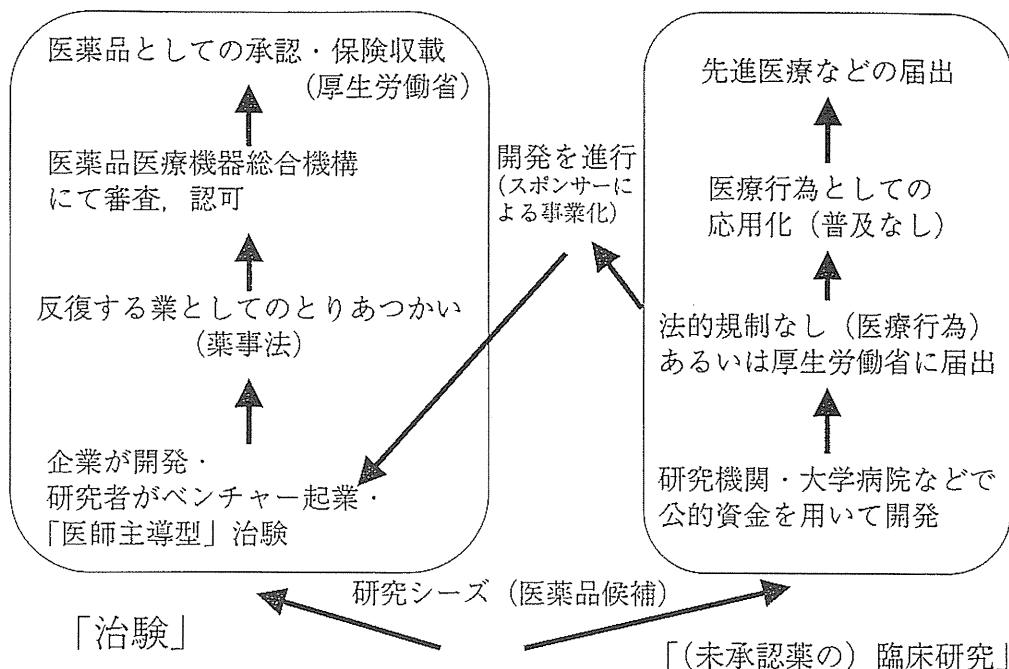 医薬品としての承認・保険収載
(厚生労働省)
医薬品医療機器総合機構
にて審査，認可
反復する業としてのとりあつかい
(薬事法)
企業が開発・
研究者がベンチャー起業・
「医師主導型」治験
「治験」
開発を進行
(スポンサーに
よる事業化)
研究シーズ（医薬品候補）
先進医療などの届出
医療行為としての
応用化（普及なし）
法的規制なし（医療行為）
あるいは厚生労働省に届出
研究機関・大学病院などで
公的資金を用いて開発
「(未承認薬の) 臨床研究」